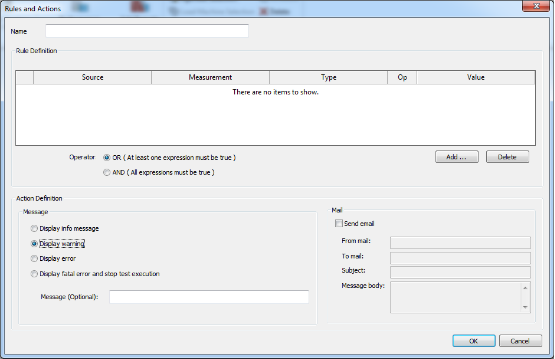 Rules and Actions
Name
Rule Definition
Source Measurement Type Op Value
There are no items to show.
Operator OR ( At least one expression must be true )
AND ( All expressions must be true )
Add ... Delete
Action Definition
Message
Display info message
Display warning
Display error
Display fatal error and stop test execution
Message (Optional):
Mail
Send email
From mail:
To mail:
Subject:
Message body:
OK Cancel